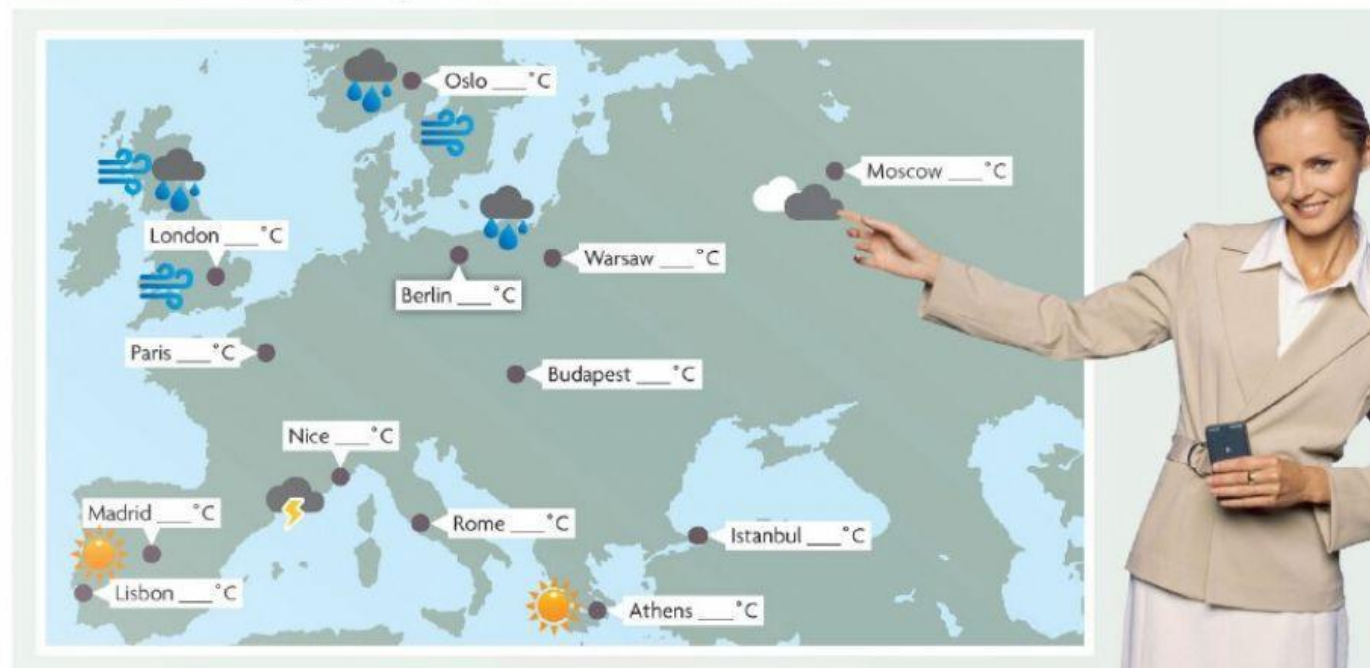 Oslo ___°C
Moscow ___°C
London ___°C
Warsaw ___°C
Berlin ___°C
Paris ___°C
Budapest ___°C
Nice ___°C
Madrid ___°C
Rome ___°C
Istanbul ___°C
Lisbon ___°C
Athens ___°C